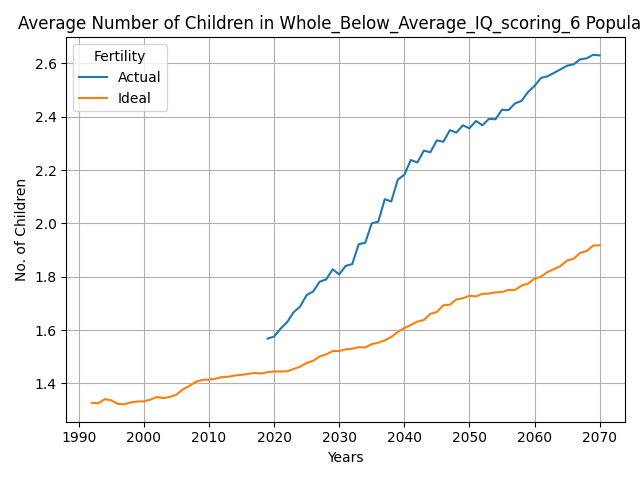 Average Number of Children in Whole_Below_Average_IQ_scoring_6 Popula
Fertility
Actual
Ideal
2.6
2.4
2.2
2.0
1.8
1.6
1.4
No. of Children
1990 2000 2010 2020 2030 2040 2050 2060 2070
Years